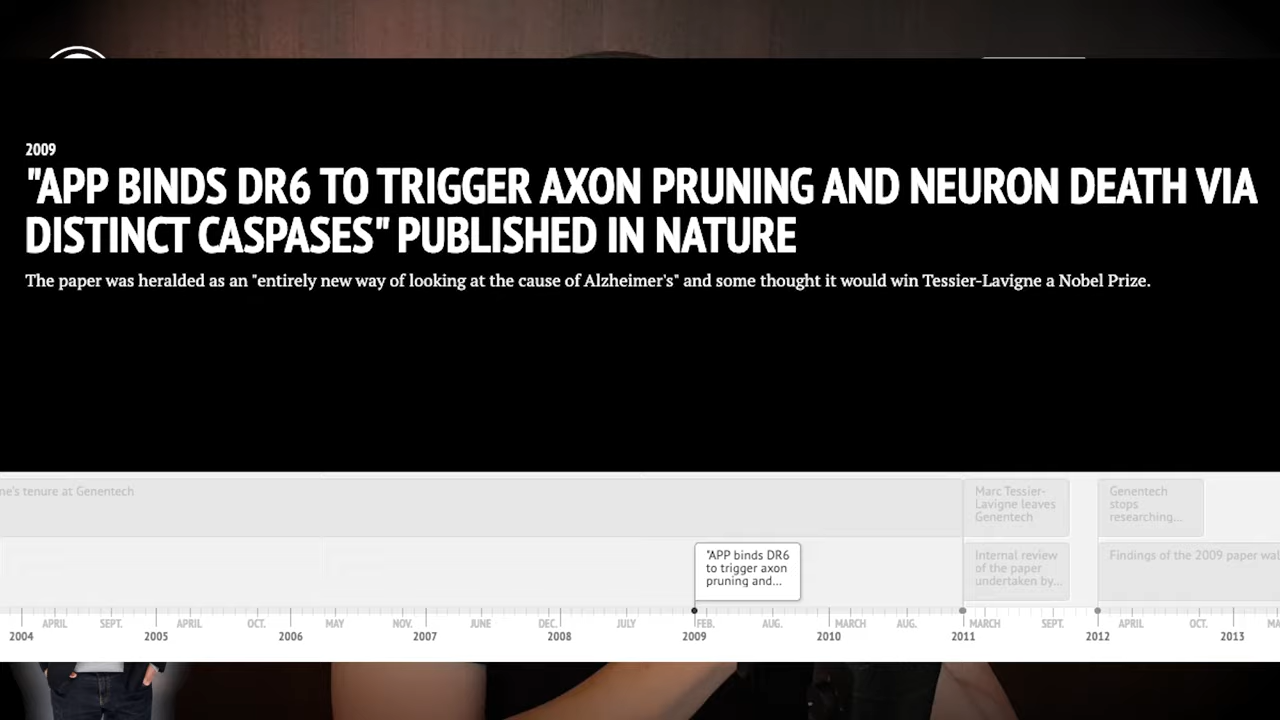 2009
"APP BINDS DR6 TO TRIGGER AXON PRUNING AND NEURON DEATH VIA
DISTINCT CASPASES" PUBLISHED IN NATURE
The paper was heralded as an "entirely new way of looking at the cause of Alzheimer's" and some thought it would win Tessier-Lavigne a Nobel Prize.
tenure at Genentech
Marc Tessier-
Lavigne leaves
Genentech
Genentech
stops
researching...
"APP binds DR6
to trigger axon
pruning and...
Internal review
of the paper
undertaken by...
Findings of the 2009 paper
APRIL SEPT. APRIL OCT. MAY NOV. JUNE DEC. JULY FEB. AUG. MARCH AUG. MARCH SEPT. APRIL OCT.
2004 2005 2006 2007 2008 2009 2010 2011 2012 2013